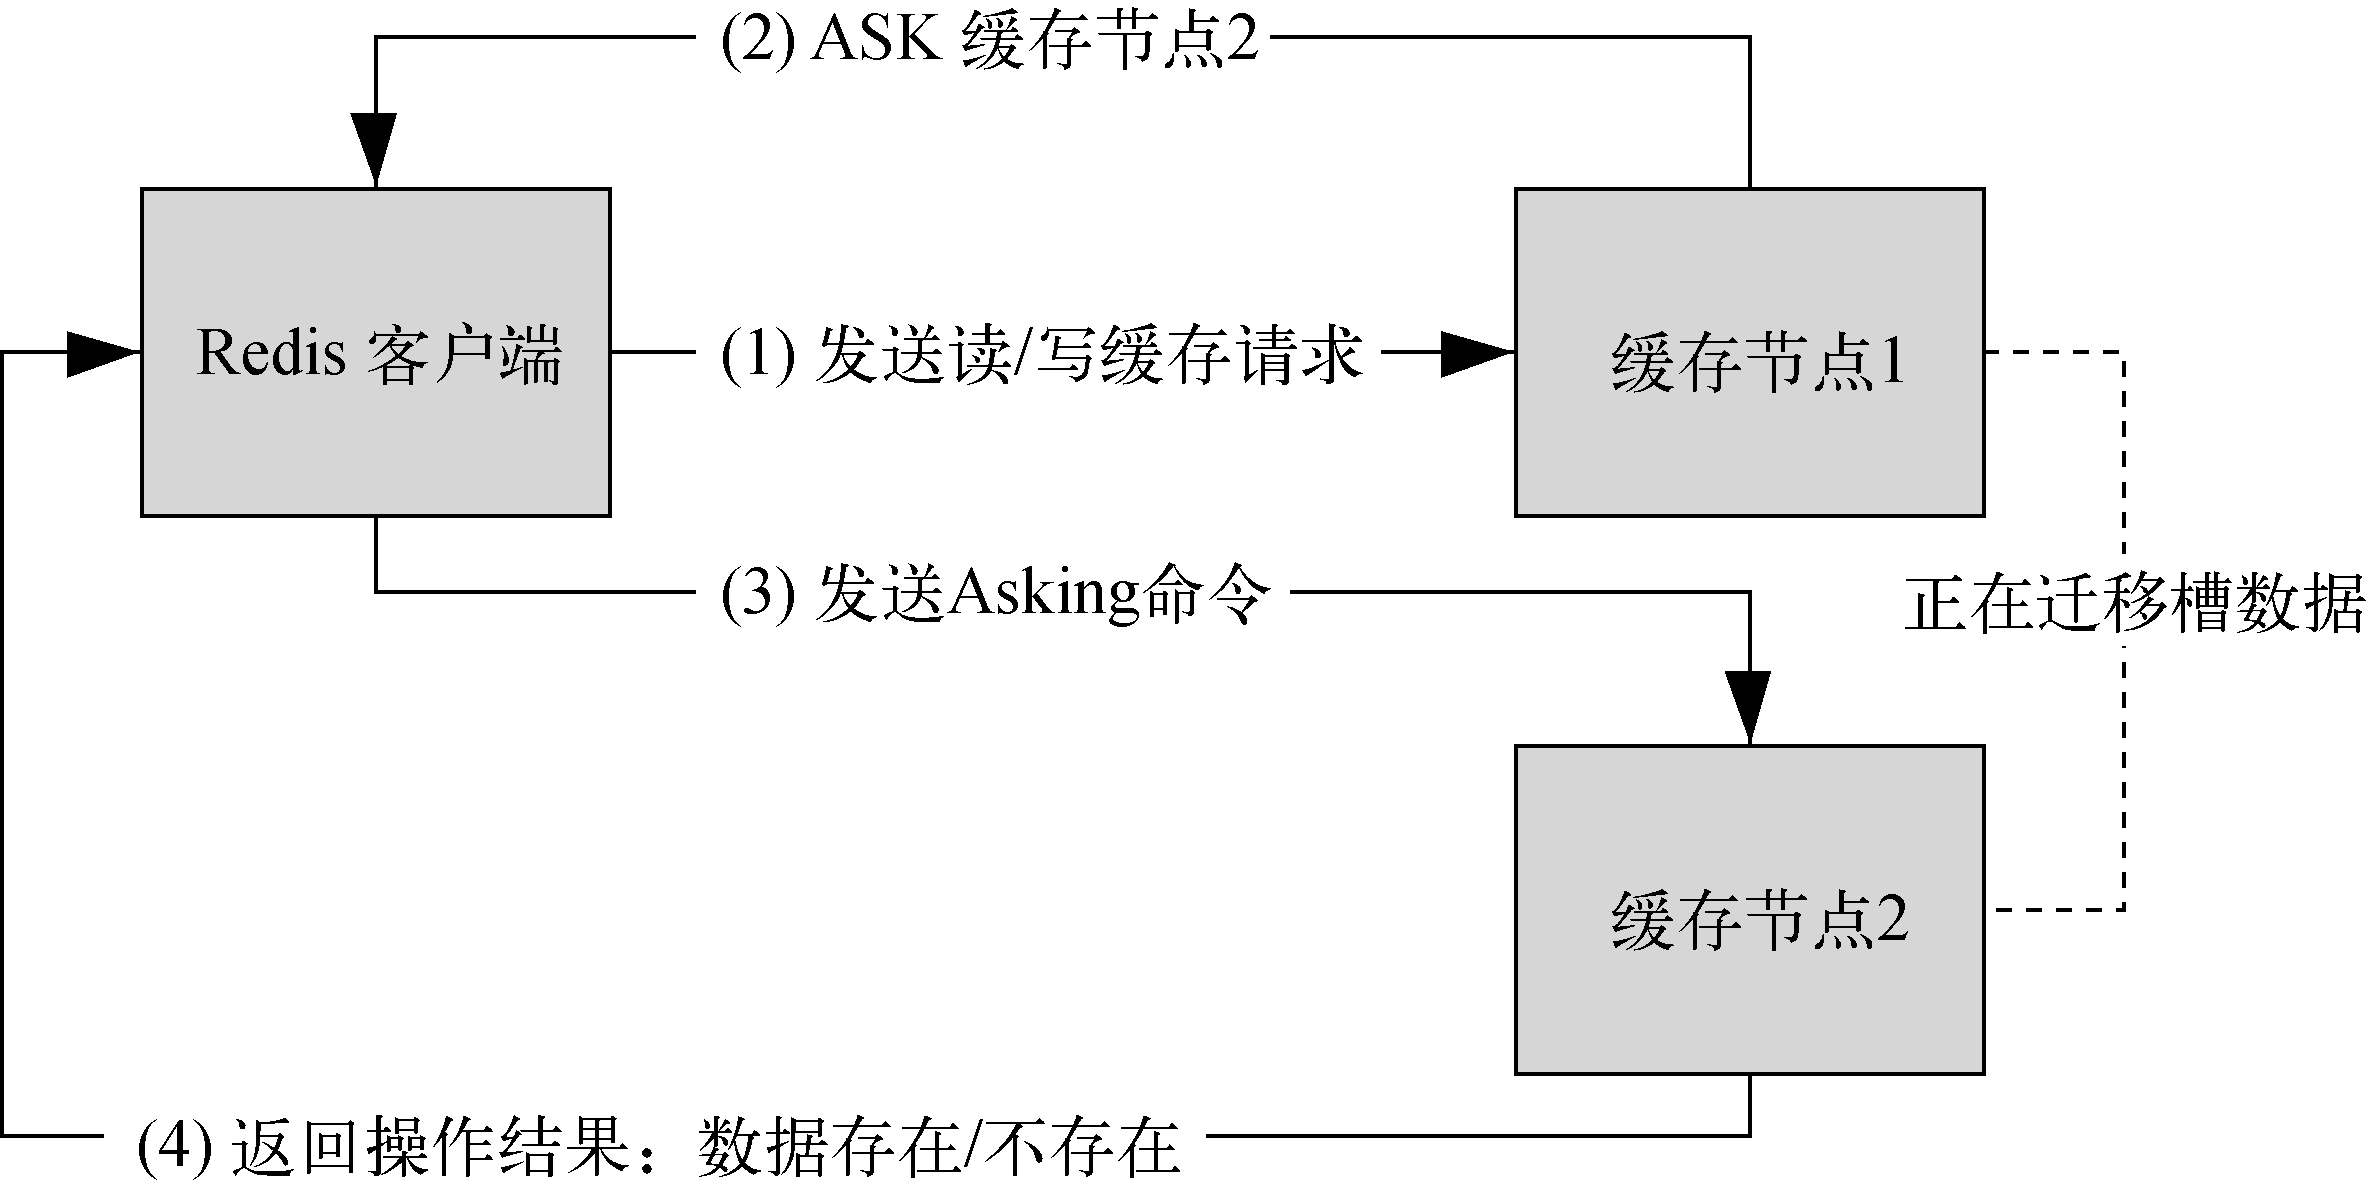 (2) ASK 缓存节点2
Redis 客户端
(1) 发送读/写缓存请求
缓存节点1
(3) 发送Asking命令
正在迁移槽数据
缓存节点2
(4) 返回操作结果：数据存在/不存在